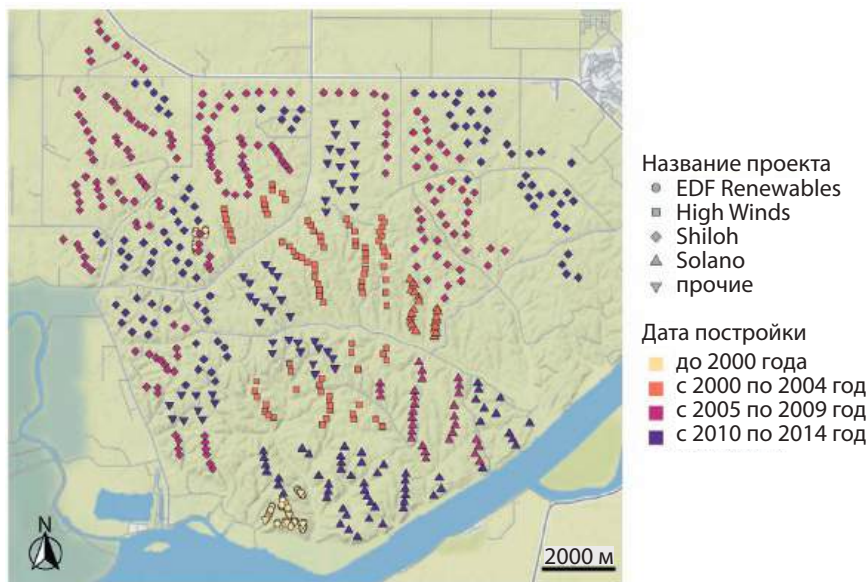 Название проекта
EDF Renewables
High Winds
Shiloh
Solano
прочие
Дата постройки
до 2000 года
с 2000 по 2004 год
с 2005 по 2009 год
с 2010 по 2014 год
N
2000 м